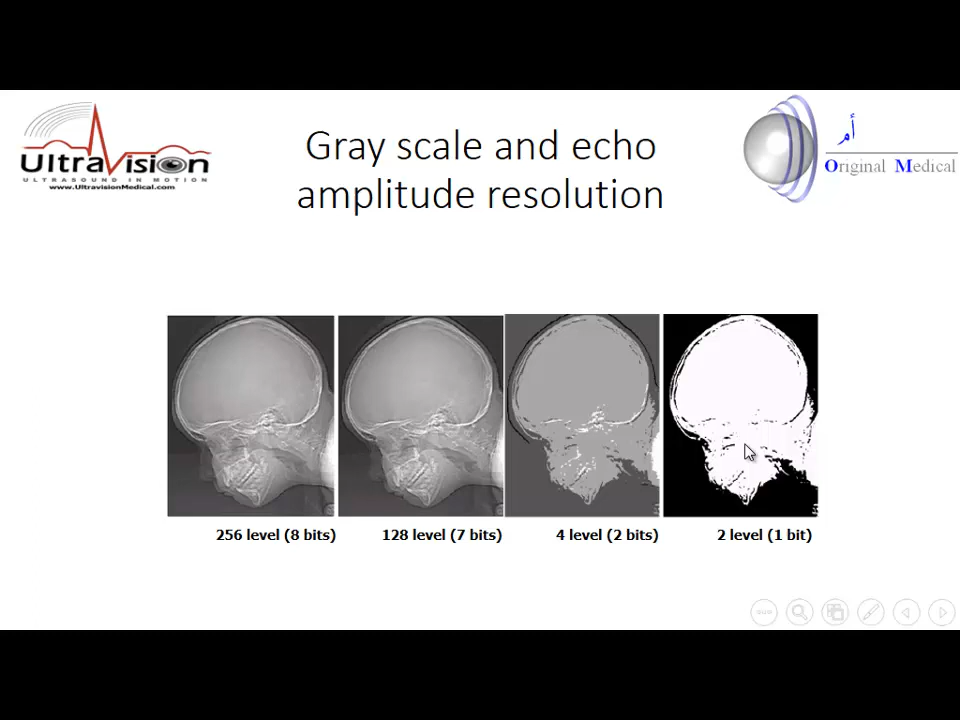 UltraVision
ULTRASOUND IN MOTION
www.UltravisionMedical.com
Gray scale and echo
amplitude resolution
أم
Original Medical
256 level (8 bits)
128 level (7 bits)
4 level (2 bits)
2 level (1 bit)